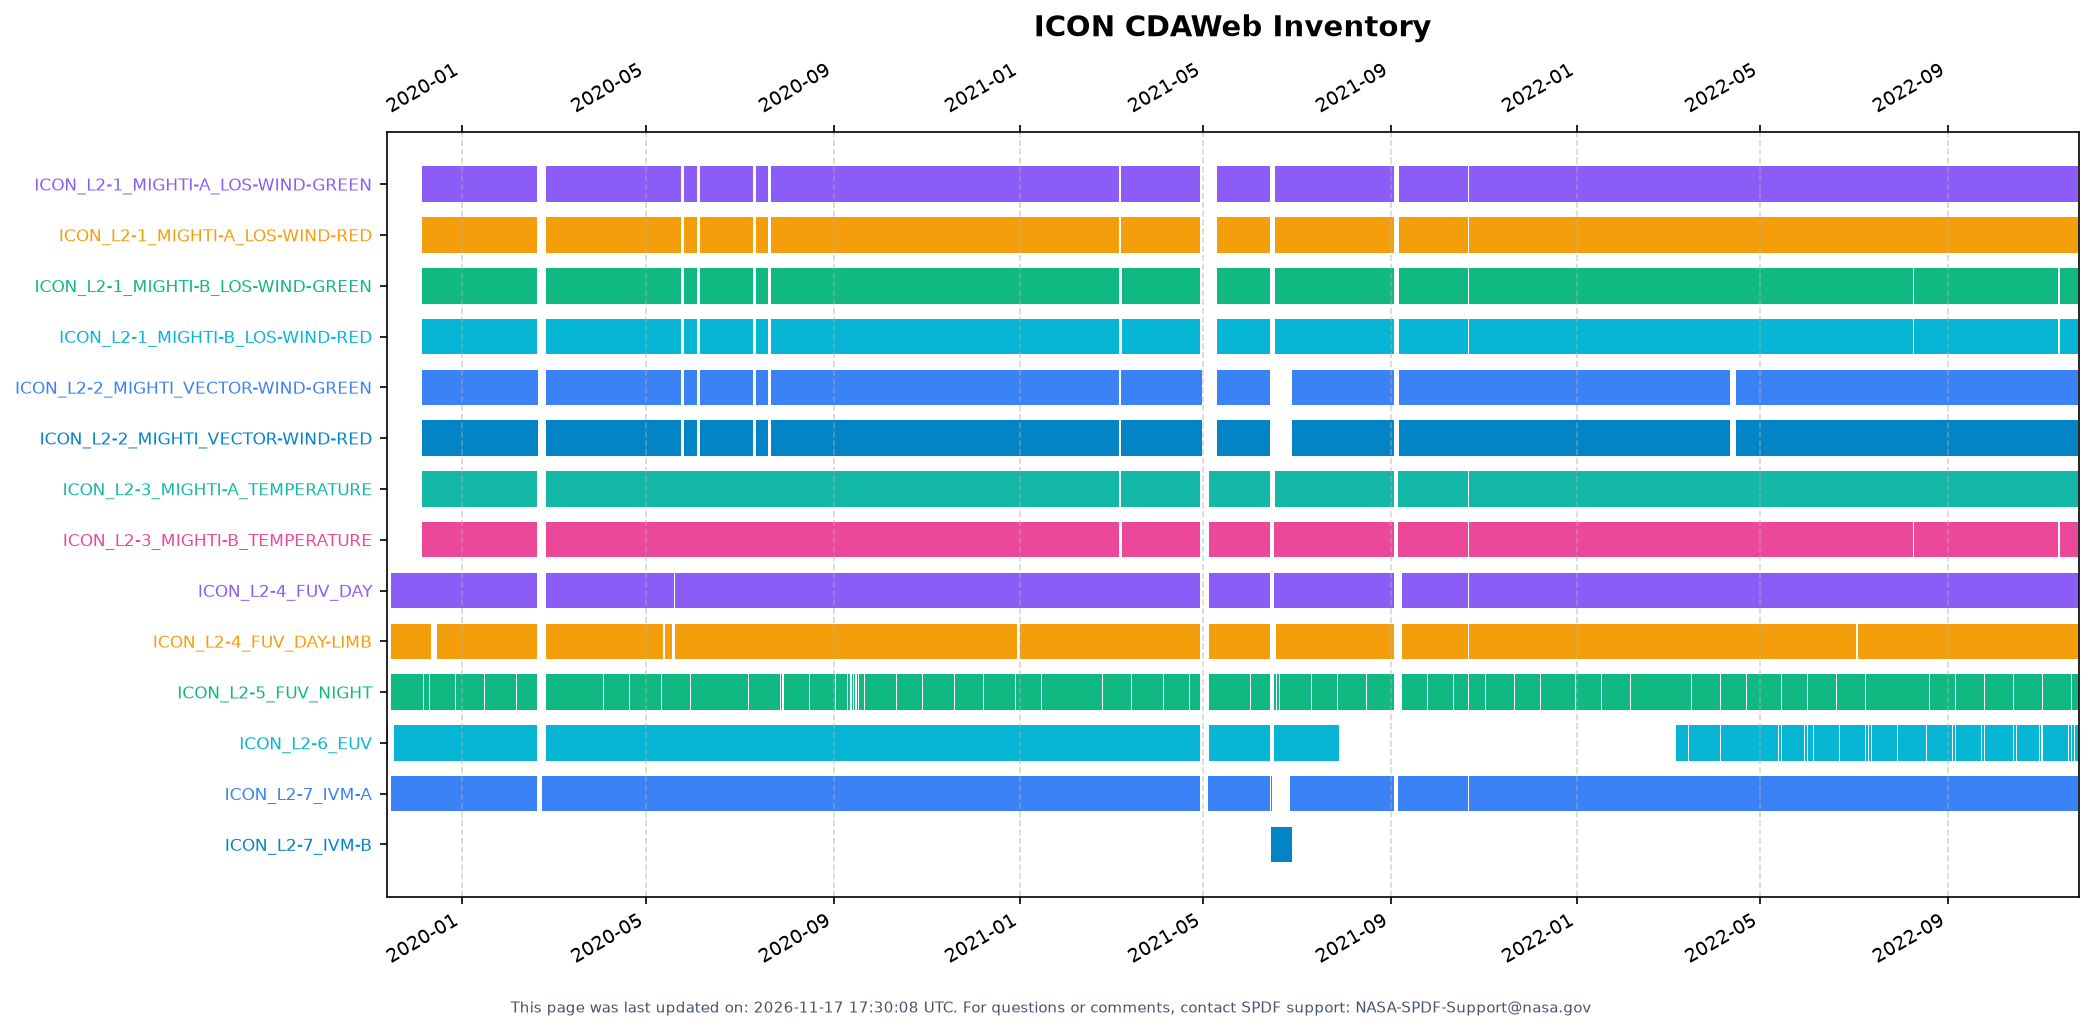 ICON CDAWeb Inventory
2020-01
2020-05
2020-09
2021-01
2021-05
2021-09
2022-01
2022-05
2022-09
ICON_L2-1_MIGHTI-A_LOS-WIND-GREEN
ICON_L2-1_MIGHTI-A_LOS-WIND-RED
ICON_L2-1_MIGHTI-B_LOS-WIND-GREEN
ICON_L2-1_MIGHTI-B_LOS-WIND-RED
ICON_L2-2_MIGHTI_VECTOR-WIND-GREEN
ICON_L2-2_MIGHTI_VECTOR-WIND-RED
ICON_L2-3_MIGHTI-A_TEMPERATURE
ICON_L2-3_MIGHTI-B_TEMPERATURE
ICON_L2-4_FUV_DAY
ICON_L2-4_FUV_DAY-LIMB
ICON_L2-5_FUV_NIGHT
ICON_L2-6_EUV
ICON_L2-7_IVM-A
ICON_L2-7_IVM-B
2020-01
2020-05
2020-09
2021-01
2021-05
2021-09
2022-01
2022-05
2022-09
This page was last updated on: 2026-11-17 17:30:08 UTC. For questions or comments, contact SPDF support: NASA-SPDF-Support@nasa.gov